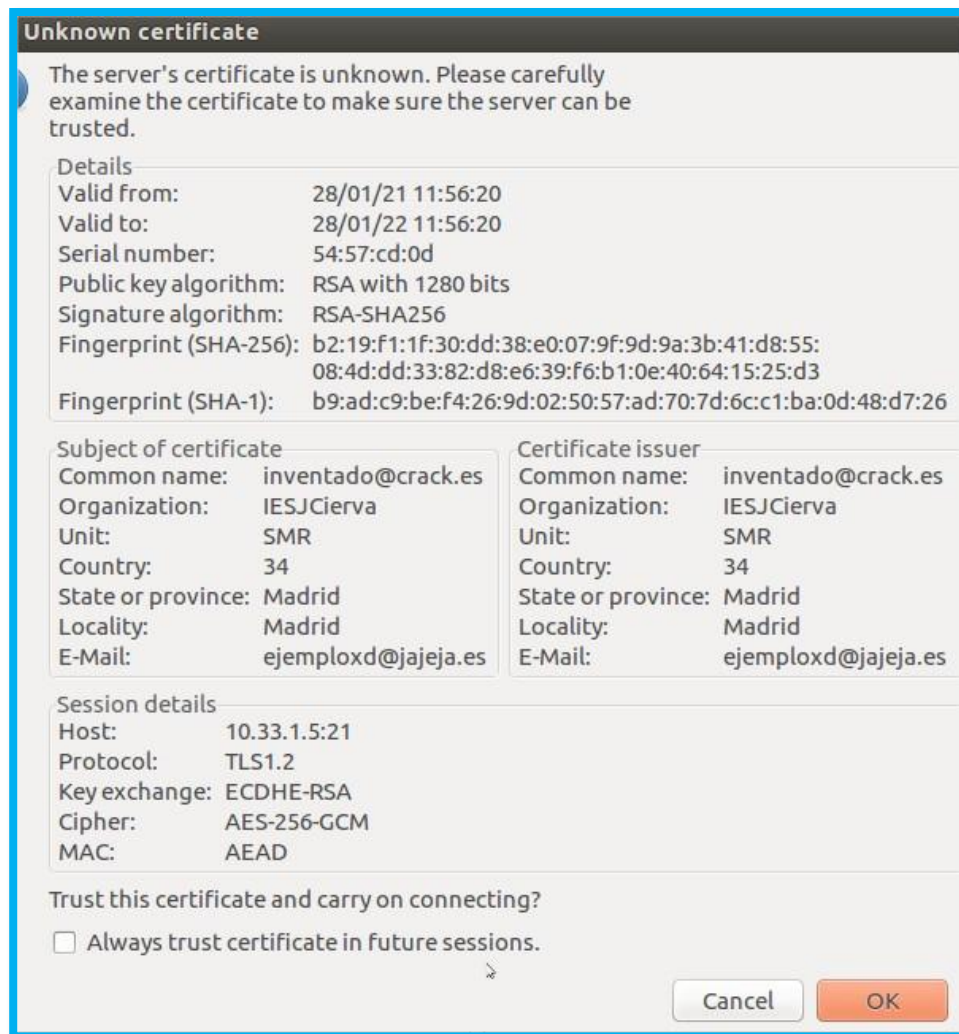 Unknown certificate
The server's certificate is unknown. Please carefully
examine the certificate to make sure the server can be
trusted.
Details
Valid from: 28/01/21 11:56:20
Valid to: 28/01/22 11:56:20
Serial number: 54:57:cd:0d
Public key algorithm: RSA with 1280 bits
Signature algorithm: RSA-SHA256
Fingerprint (SHA-256): b2:19:f1:1f:30:dd:38:e0:07:9f:9d:9a:3b:41:d8:55:
08:4d:dd:33:82:d8:e6:39:f6:b1:0e:40:64:15:25:d3
Fingerprint (SHA-1): b9:ad:c9:be:f4:26:9d:02:50:57:ad:70:7d:6c:c1:ba:0d:48:d7:26
Subject of certificate
Common name: inventado@crack.es
Organization: IESJCierva
Unit: SMR
Country: 34
State or province: Madrid
Locality: Madrid
E-Mail: ejemploxd@jajeja.es
Certificate issuer
Common name: inventado@crack.es
Organization: IESJCierva
Unit: SMR
Country: 34
State or province: Madrid
Locality: Madrid
E-Mail: ejemploxd@jajeja.es
Session details
Host: 10.33.1.5:21
Protocol: TLS1.2
Key exchange: ECDHE-RSA
Cipher: AES-256-GCM
MAC: AEAD
Trust this certificate and carry on connecting?
Always trust certificate in future sessions.
Cancel OK